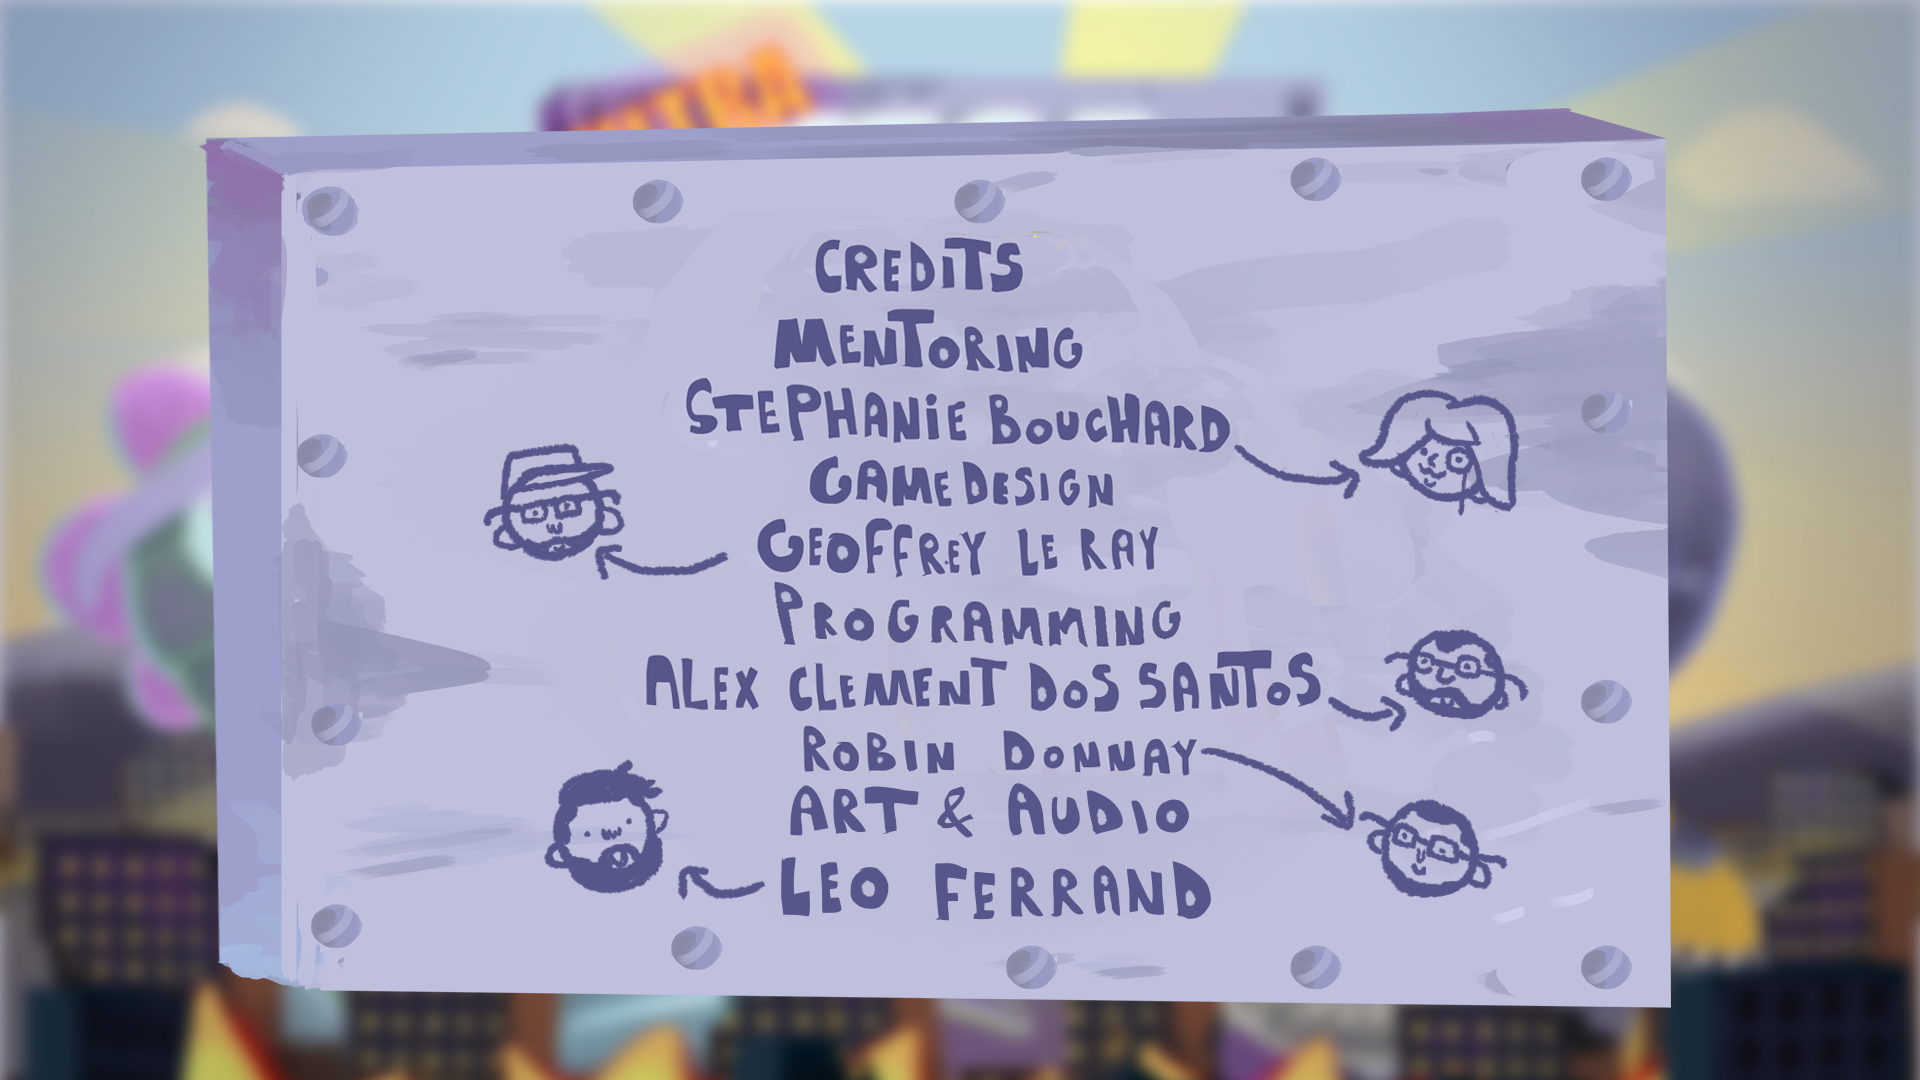 CREDITS
MENTORING
STEPHANIE BOUCHARD
GAME DESIGN
GEOFFREY LE RAY
PROGRAMMING
ALEX CLEMENT DOS SANTOS
ROBIN DONNAY
ART & AUDIO
LEO FERRAND